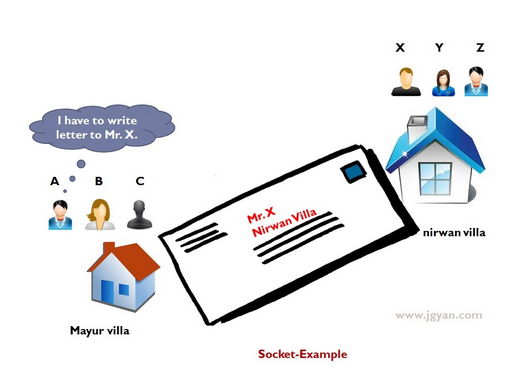 X Y Z
I have to write
letter to Mr. X.
A B C
Mr. X
Nirwan Villa
nirwan villa
Mayur villa
www.jgyan.com
Socket-Example